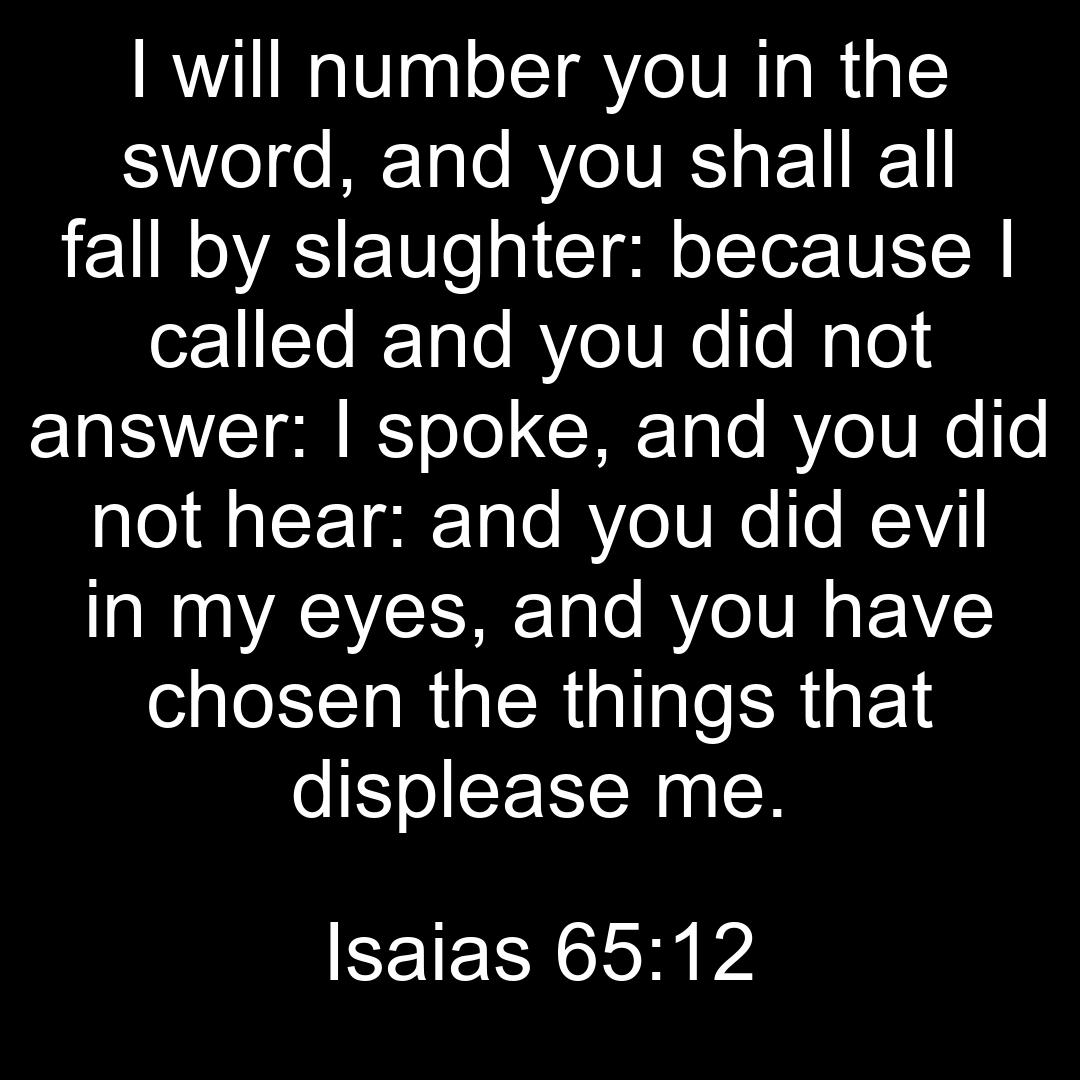 I will number you in the
sword, and you shall all
fall by slaughter: because I
called and you did not
answer: I spoke, and you did
not hear: and you did evil
in my eyes, and you have
chosen the things that
displease me.
Isaias 65:12